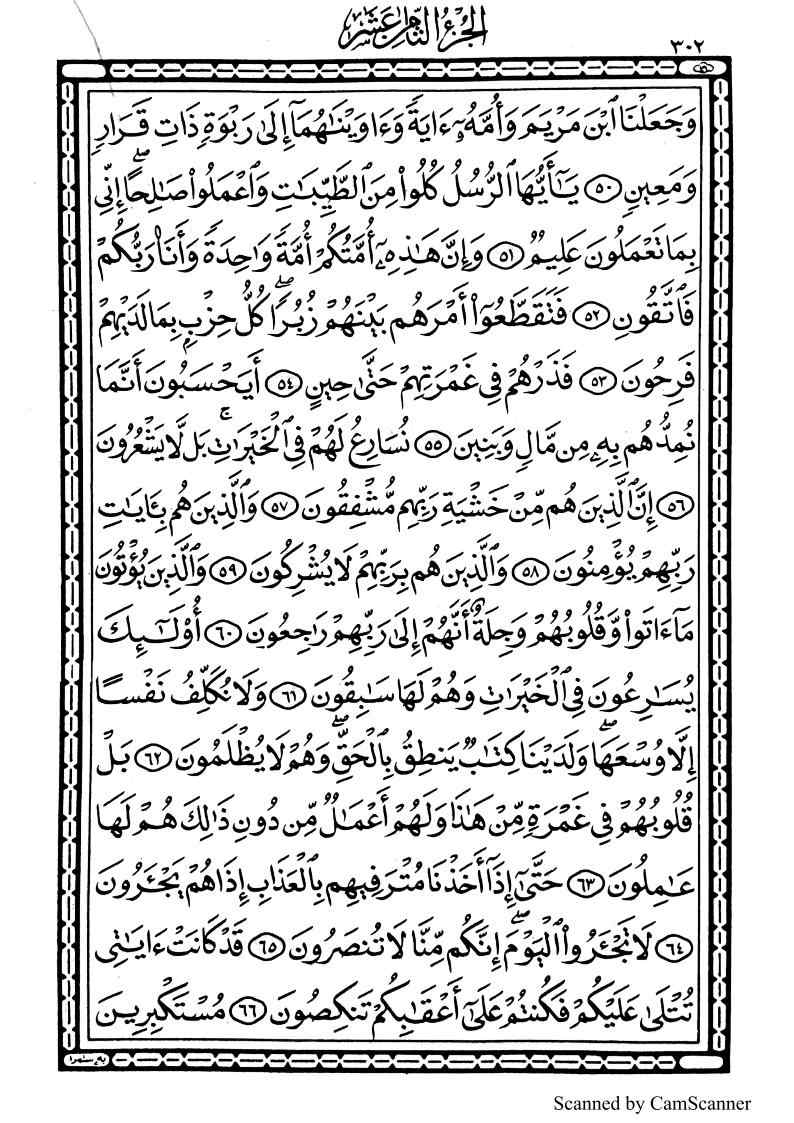 الجزء الثامن عشر
٣٠٢
وَجَعَلْنَا ٱبْنَ مَرْيَمَ وَأُمَّهُۥٓ ءَايَةً وَءَاوَيْنَٰهُمَآ إِلَىٰ رَبْوَةٍ ذَاتِ قَرَارٍ
وَمَعِينٍ ٥٠ يَٰٓأَيُّهَا ٱلرُّسُلُ كُلُوا۟ مِنَ ٱلطَّيِّبَٰتِ وَٱعْمَلُوا۟ صَٰلِحًا ۖ إِنِّى
بِمَا تَعْمَلُونَ عَلِيمٌ ٥١ وَإِنَّ هَٰذِهِۦٓ أُمَّتُكُمْ أُمَّةً وَٰحِدَةً وَأَنَا۠ رَبُّكُمْ
فَٱتَّقُونِ ٥٢ فَتَقَطَّعُوٓا۟ أَمْرَهُم بَيْنَهُمْ زُبُرًا ۖ كُلُّ حِزْبٍۭ بِمَا لَدَيْهِمْ
فَرِحُونَ ٥٣ فَذَرْهُمْ فِى غَمْرَتِهِمْ حَتَّىٰ حِينٍ ٥٤ أَيَحْسَبُونَ أَنَّمَا
نُمِدُّهُم بِهِۦ مِن مَّالٍ وَبَنِينَ ٥٥ نُسَارِعُ لَهُمْ فِى ٱلْخَيْرَٰتِ ۚ بَل لَّا يَشْعُرُونَ
٥٦ إِنَّ ٱلَّذِينَ هُم مِّنْ خَشْيَةِ رَبِّهِم مُّشْفِقُونَ ٥٧ وَٱلَّذِينَ هُم بِـَٔايَٰتِ
رَبِّهِمْ يُؤْمِنُونَ ٥٨ وَٱلَّذِينَ هُم بِرَبِّهِمْ لَا يُشْرِكُونَ ٥٩ وَٱلَّذِينَ يُؤْتُونَ
مَآ ءَاتَوا۟ وَّقُلُوبُهُمْ وَجِلَةٌ أَنَّهُمْ إِلَىٰ رَبِّهِمْ رَٰجِعُونَ ٦٠ أُو۟لَٰٓئِكَ
يُسَٰرِعُونَ فِى ٱلْخَيْرَٰتِ وَهُمْ لَهَا سَٰبِقُونَ ٦١ وَلَا نُكَلِّفُ نَفْسًا
إِلَّا وُسْعَهَا ۖ وَلَدَيْنَا كِتَٰبٌ يَنطِقُ بِٱلْحَقِّ ۖ وَهُمْ لَا يُظْلَمُونَ ٦٢ بَلْ
قُلُوبُهُمْ فِى غَمْرَةٍ مِّنْ هَٰذَا وَلَهُمْ أَعْمَٰلٌ مِّن دُونِ ذَٰلِكَ هُمْ لَهَا
عَٰمِلُونَ ٦٣ حَتَّىٰٓ إِذَآ أَخَذْنَا مُتْرَفِيهِم بِٱلْعَذَابِ إِذَا هُمْ يَجْـَٔرُونَ
٦٤ لَا تَجْـَٔرُوا۟ ٱلْيَوْمَ ۖ إِنَّكُم مِّنَّا لَا تُنصَرُونَ ٦٥ قَدْ كَانَتْ ءَايَٰتِى
تُتْلَىٰ عَلَيْكُمْ فَكُنتُمْ عَلَىٰٓ أَعْقَٰبِكُمْ تَنكِصُونَ ٦٦ مُسْتَكْبِرِينَ
Scanned by CamScanner